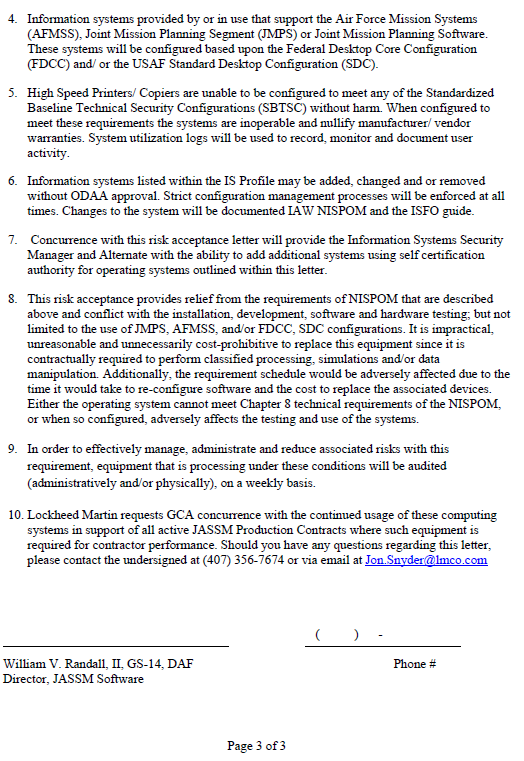 4. Information systems provided by or in use that support the Air Force Mission Systems
(AFMSS), Joint Mission Planning Segment (JMPS) or Joint Mission Planning Software.
These systems will be configured based upon the Federal Desktop Core Configuration
(FDCC) and/ or the USAF Standard Desktop Configuration (SDC).
5. High Speed Printers/ Copiers are unable to be configured to meet any of the Standardized
Baseline Technical Security Configurations (SBTSC) without harm. When configured to
meet these requirements the systems are inoperable and nullify manufacturer/ vendor
warranties. System utilization logs will be used to record, monitor and document user
activity.
6. Information systems listed within the IS Profile may be added, changed and or removed
without ODAA approval. Strict configuration management processes will be enforced at all
times. Changes to the system will be documented IAW NISPOM and the ISFO guide.
7. Concurrence with this risk acceptance letter will provide the Information Systems Security
Manager and Alternate with the ability to add additional systems using self certification
authority for operating systems outlined within this letter.
8. This risk acceptance provides relief from the requirements of NISPOM that are described
above and conflict with the installation, development, software and hardware testing; but not
limited to the use of JMPS, AFMSS, and/or FDCC, SDC configurations. It is impractical,
unreasonable and unnecessarily cost-prohibitive to replace this equipment since it is
contractually required to perform classified processing, simulations and/or data
manipulation. Additionally, the requirement schedule would be adversely affected due to the
time it would take to re-configure software and the cost to replace the associated devices.
Either the operating system cannot meet Chapter 8 technical requirements of the NISPOM,
or when so configured, adversely affects the testing and use of the systems.
9. In order to effectively manage, administrate and reduce associated risks with this
requirement, equipment that is processing under these conditions will be audited
(administratively and/or physically), on a weekly basis.
10. Lockheed Martin requests GCA concurrence with the continued usage of these computing
systems in support of all active JASSM Production Contracts where such equipment is
required for contractor performance. Should you have any questions regarding this letter,
please contact the undersigned at (407) 356-7674 or via email at Jon.Snyder@lmco.com
( ) -
William V. Randall, II, GS-14, DAF Phone #
Director, JASSM Software
Page 3 of 3